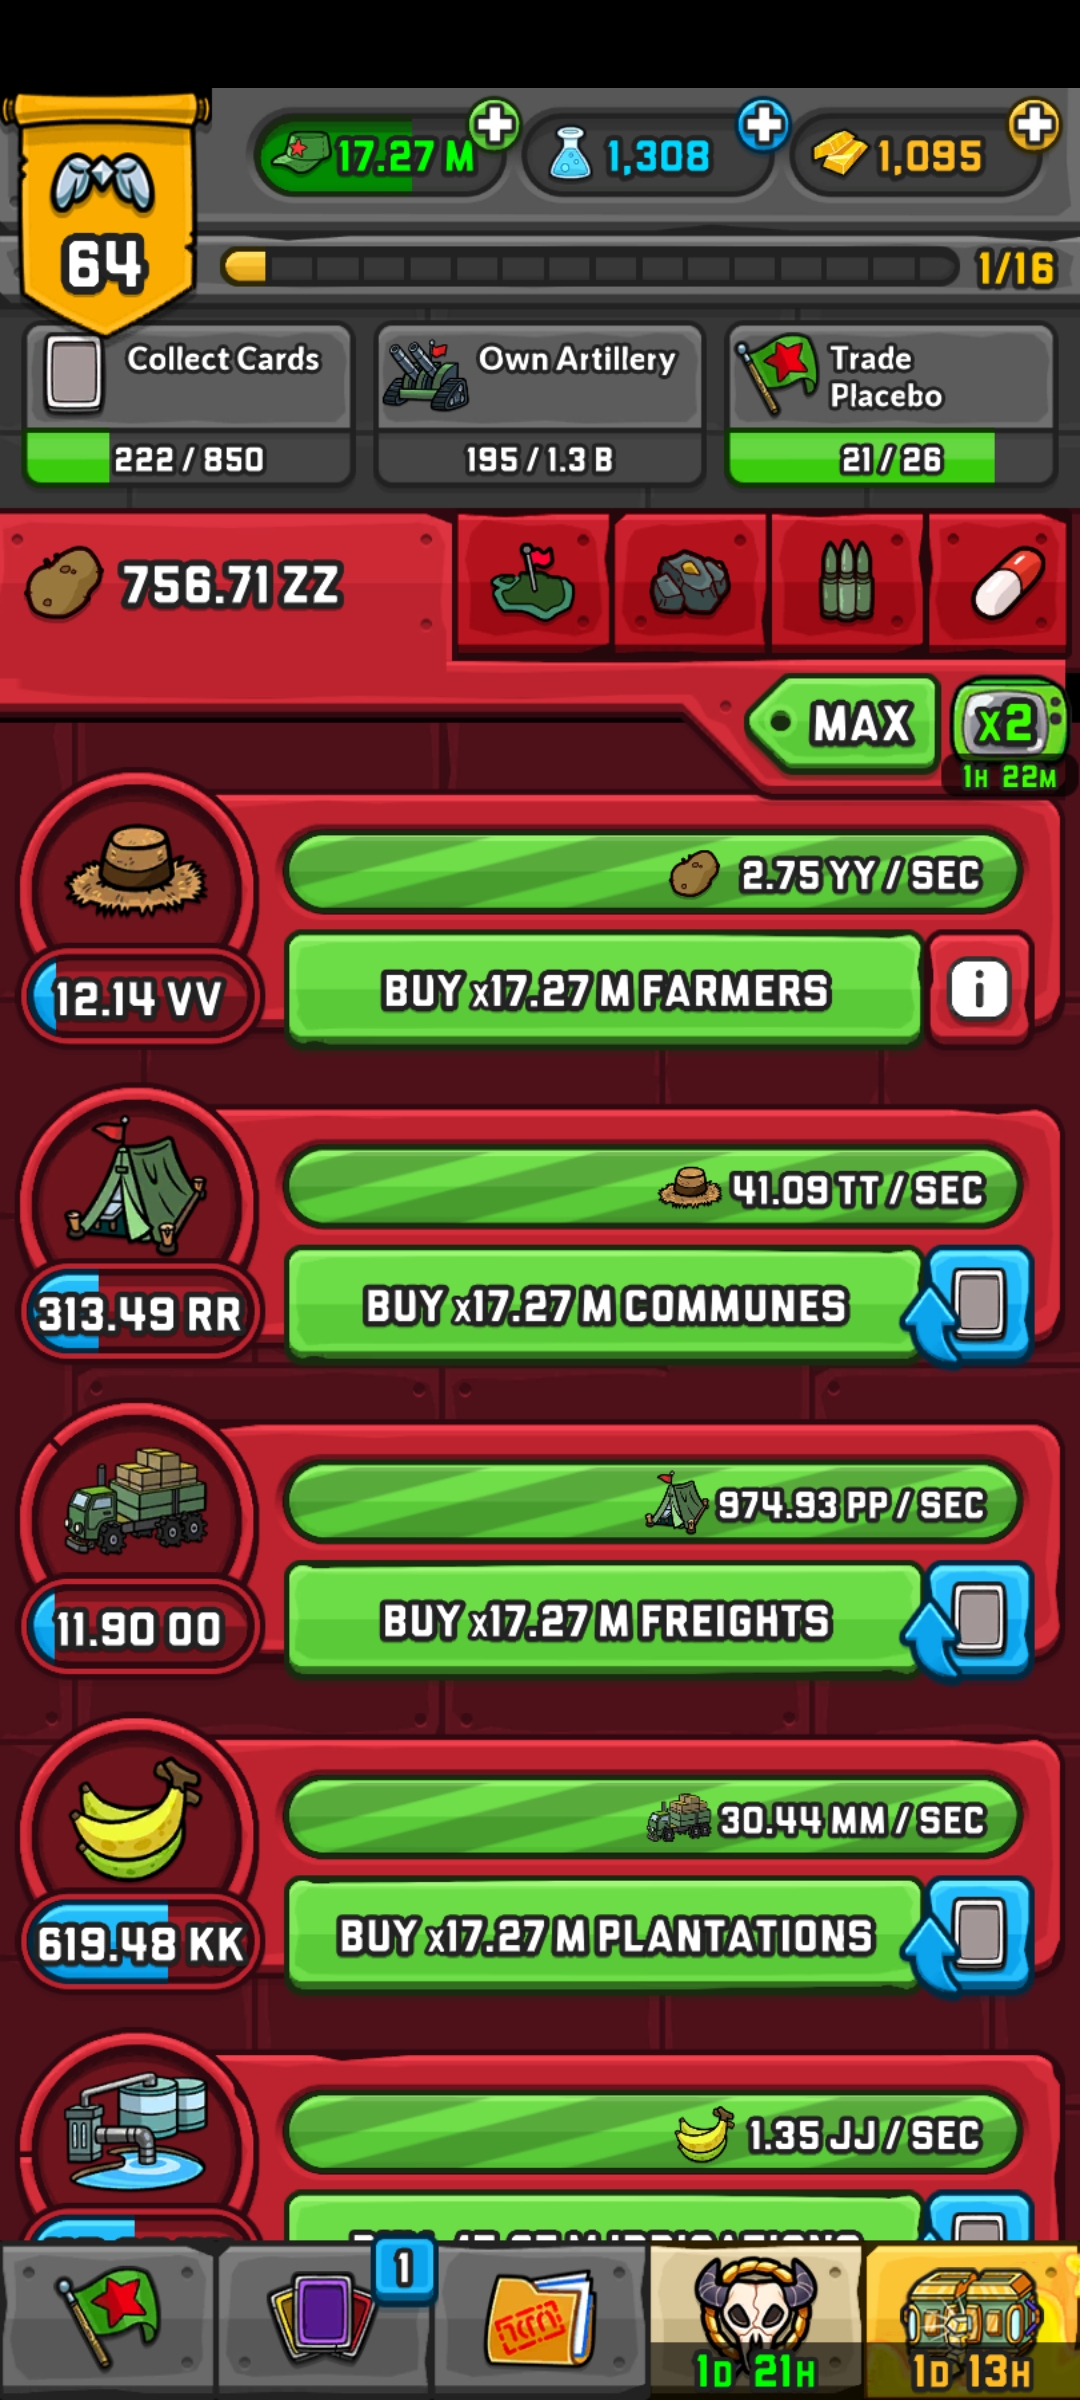 17.27 M
1,308
1,095
64
1/16
Collect Cards
222 / 850
Own Artillery
195 / 1.3 B
Trade
Placebo
21 / 26
756.71 ZZ
MAX
x2
1H 22M
2.75 YY / SEC
12.14 VV
BUY x17.27 M FARMERS
i
41.09 TT / SEC
313.49 RR
BUY x17.27 M COMMUNES
974.93 PP / SEC
11.90 OO
BUY x17.27 M FREIGHTS
30.44 MM / SEC
619.48 KK
BUY x17.27 M PLANTATIONS
1.35 JJ / SEC
1
1D 21H
1D 13H